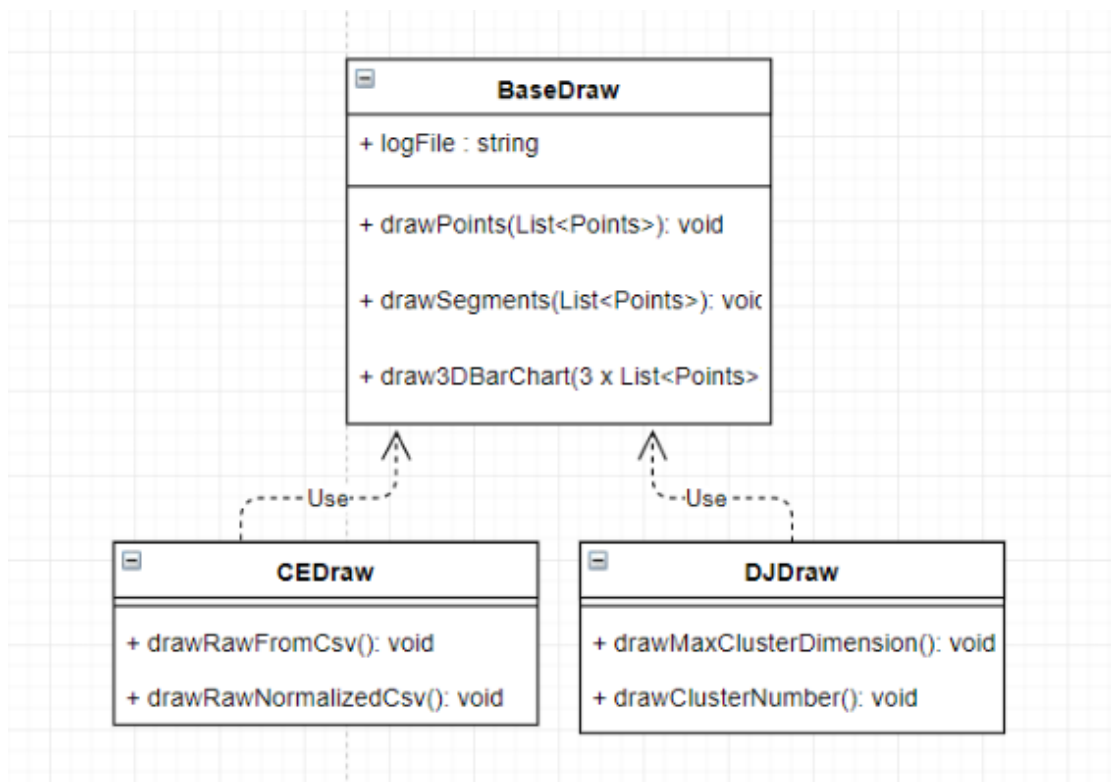 BaseDraw
+ logFile : string
+ drawPoints(List<Points>): void
+ drawSegments(List<Points>): voic
+ draw3DBarChart(3 x List<Points>
Use
Use
CEDraw
+ drawRawFromCsv(): void
+ drawRawNormalizedCsv(): void
DJDraw
+ drawMaxClusterDimension(): void
+ drawClusterNumber(): void